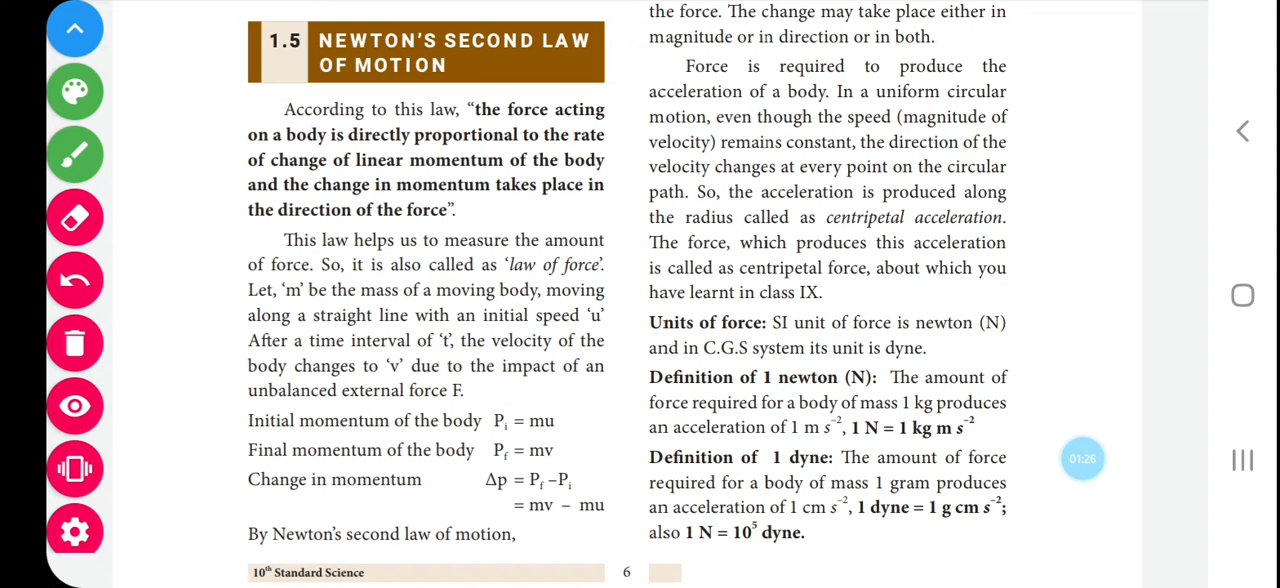 1.5 NEWTON'S SECOND LAW
OF MOTION
According to this law, “the force acting
on a body is directly proportional to the rate
of change of linear momentum of the body
and the change in momentum takes place in
the direction of the force”.
This law helps us to measure the amount
of force. So, it is also called as ‘law of force’.
Let, ‘m’ be the mass of a moving body, moving
along a straight line with an initial speed ‘u’
After a time interval of ‘t’, the velocity of the
body changes to ‘v’ due to the impact of an
unbalanced external force F.
Initial momentum of the body Pᵢ = mu
Final momentum of the body P_f = mv
Change in momentum Δp = P_f –Pᵢ
= mv – mu
By Newton’s second law of motion,
10th Standard Science
6
the force. The change may take place either in
magnitude or in direction or in both.
Force is required to produce the
acceleration of a body. In a uniform circular
motion, even though the speed (magnitude of
velocity) remains constant, the direction of the
velocity changes at every point on the circular
path. So, the acceleration is produced along
the radius called as centripetal acceleration.
The force, which produces this acceleration
is called as centripetal force, about which you
have learnt in class IX.
Units of force: SI unit of force is newton (N)
and in C.G.S system its unit is dyne.
Definition of 1 newton (N): The amount of
force required for a body of mass 1 kg produces
an acceleration of 1 m s⁻², 1 N = 1 kg m s⁻²
Definition of 1 dyne: The amount of force
required for a body of mass 1 gram produces
an acceleration of 1 cm s⁻², 1 dyne = 1 g cm s⁻²;
also 1 N = 10⁵ dyne.
01:26